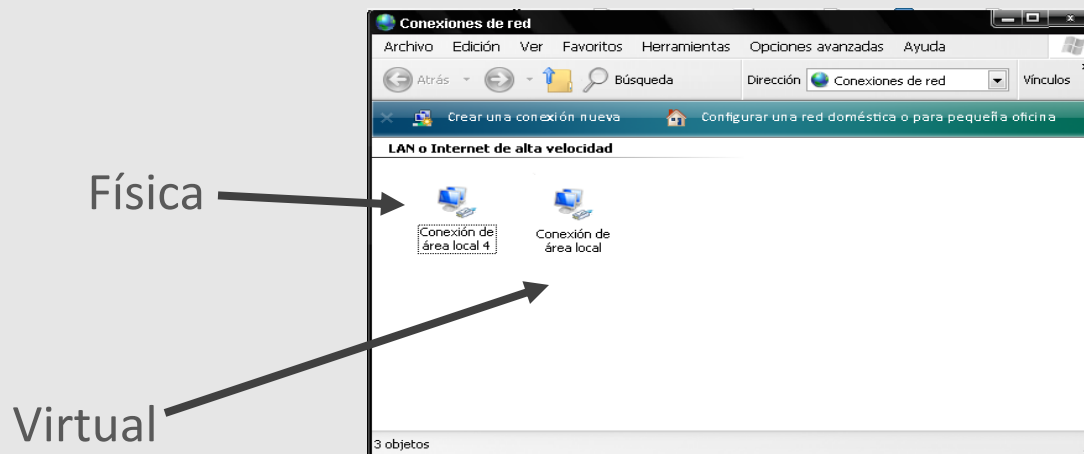 Conexiones de red
Archivo Edición Ver Favoritos Herramientas Opciones avanzadas Ayuda
Atrás Búsqueda Dirección Conexiones de red Vínculos
Crear una conexión nueva Configurar una red doméstica o para pequeña oficina
LAN o Internet de alta velocidad
Física
Conexión de
área local 4
Conexión de
área local
Virtual
3 objetos